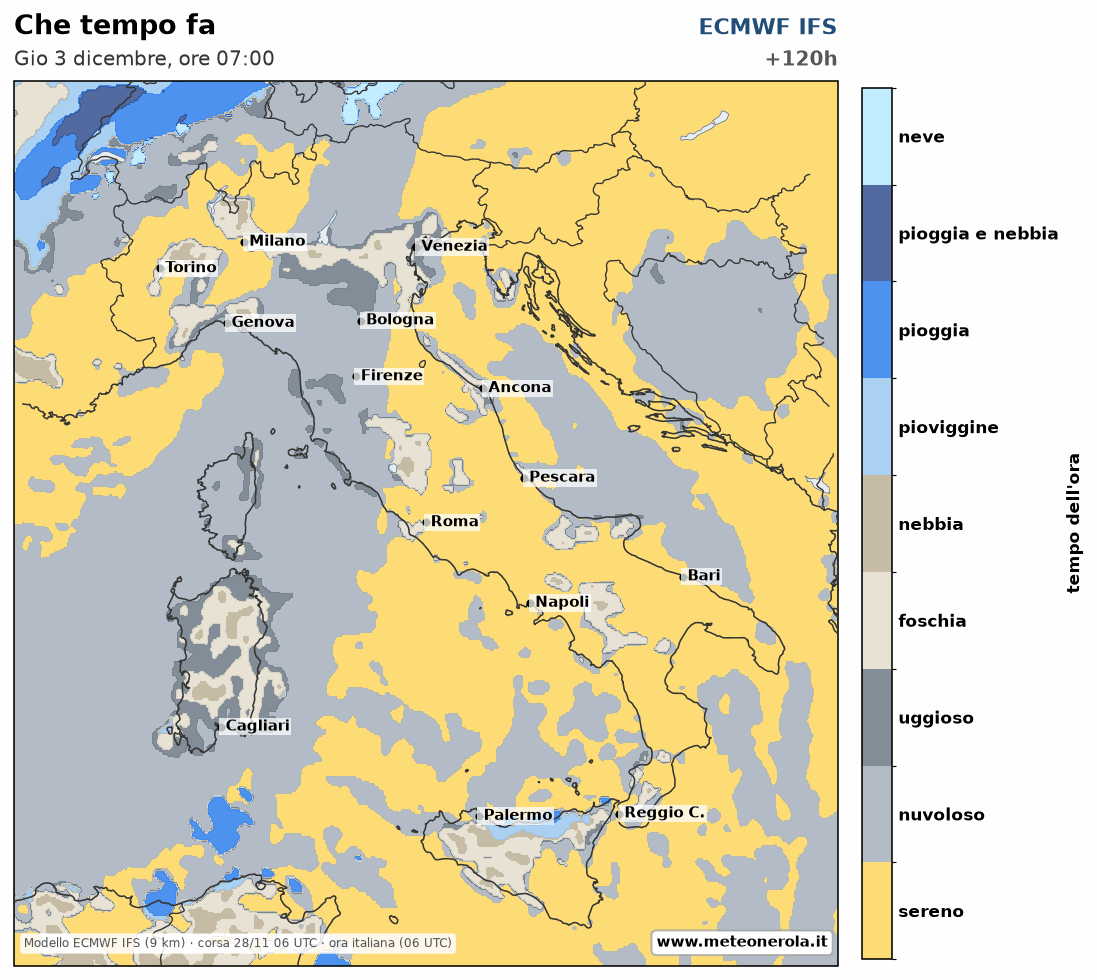 Che tempo fa
ECMWF IFS
Gio 3 dicembre, ore 07:00
+120h
neve
pioggia e nebbia
pioggia
pioviggine
nebbia
foschia
uggioso
nuvoloso
sereno
tempo dell'ora
Milano
Venezia
Torino
Genova
Bologna
Firenze
Ancona
Pescara
Roma
Bari
Napoli
Cagliari
Palermo
Reggio C.
Modello ECMWF IFS (9 km) · corsa 28/11 06 UTC · ora italiana (06 UTC)
www.meteonerola.it